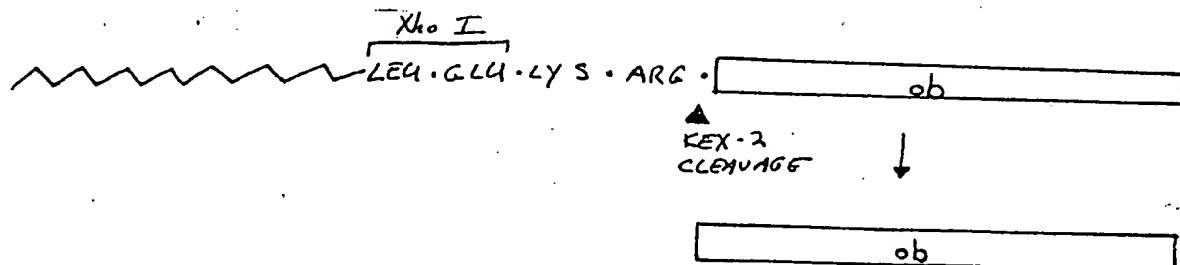 Xho I
LEU · GLU · LYS · ARG ·
ob
KEX-2
CLEAVAGE
ob